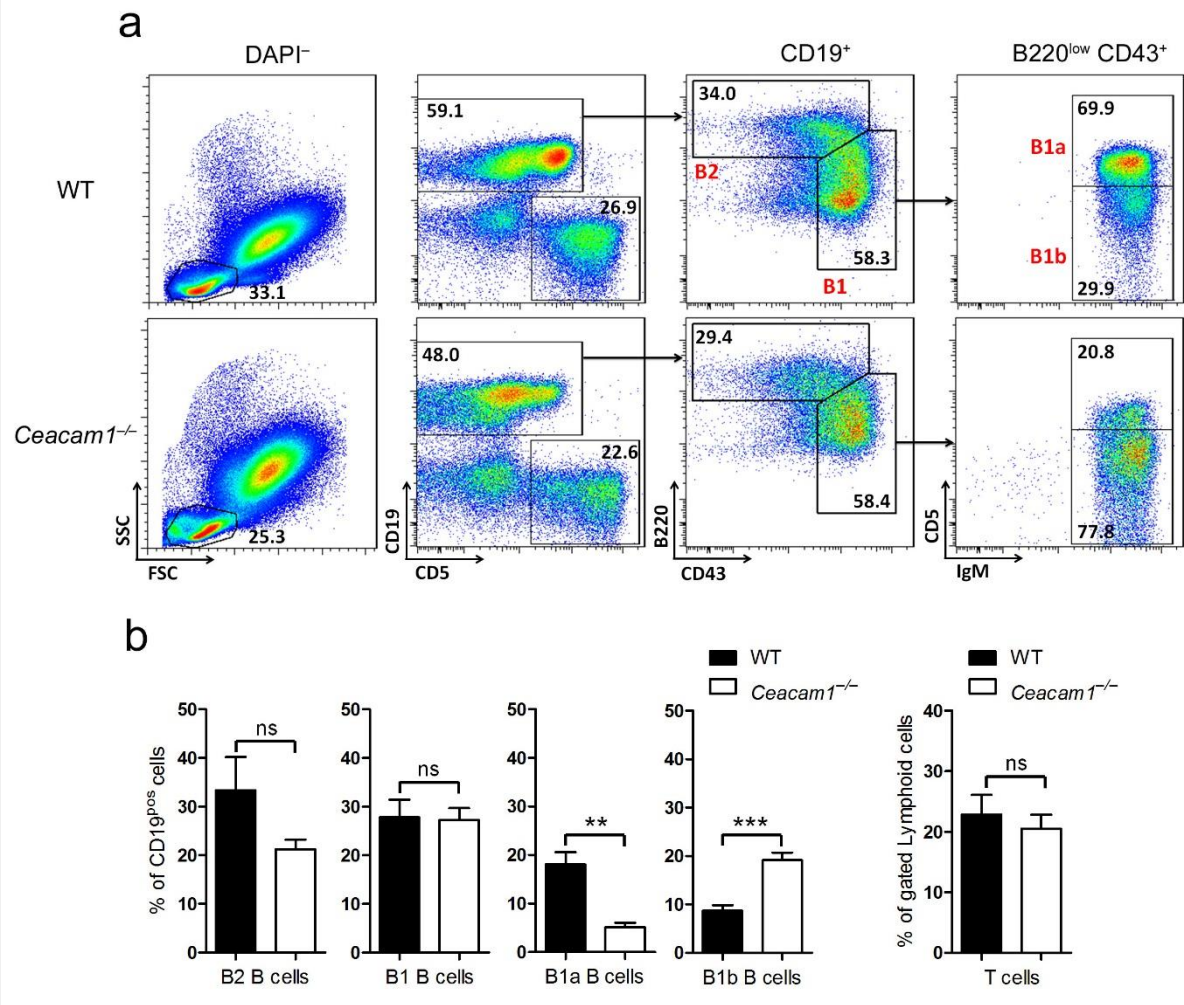 a
DAPI⁻
CD19⁺
B220ˡᵒʷ CD43⁺
WT
33.1
59.1
26.9
34.0
B2
58.3
B1
69.9
B1a
B1b
29.9
Ceacam1⁻/⁻
SSC
FSC
25.3
48.0
22.6
CD19
CD5
29.4
58.4
B220
CD43
20.8
77.8
CD5
IgM
b
WT
Ceacam1⁻/⁻
WT
Ceacam1⁻/⁻
% of CD19ᵖᵒˢ cells
50
40
30
20
10
0
ns
B2 B cells
50
40
30
20
10
0
ns
B1 B cells
50
40
30
20
10
0
**
B1a B cells
50
40
30
20
10
0
***
B1b B cells
% of gated Lymphoid cells
40
30
20
10
0
ns
T cells